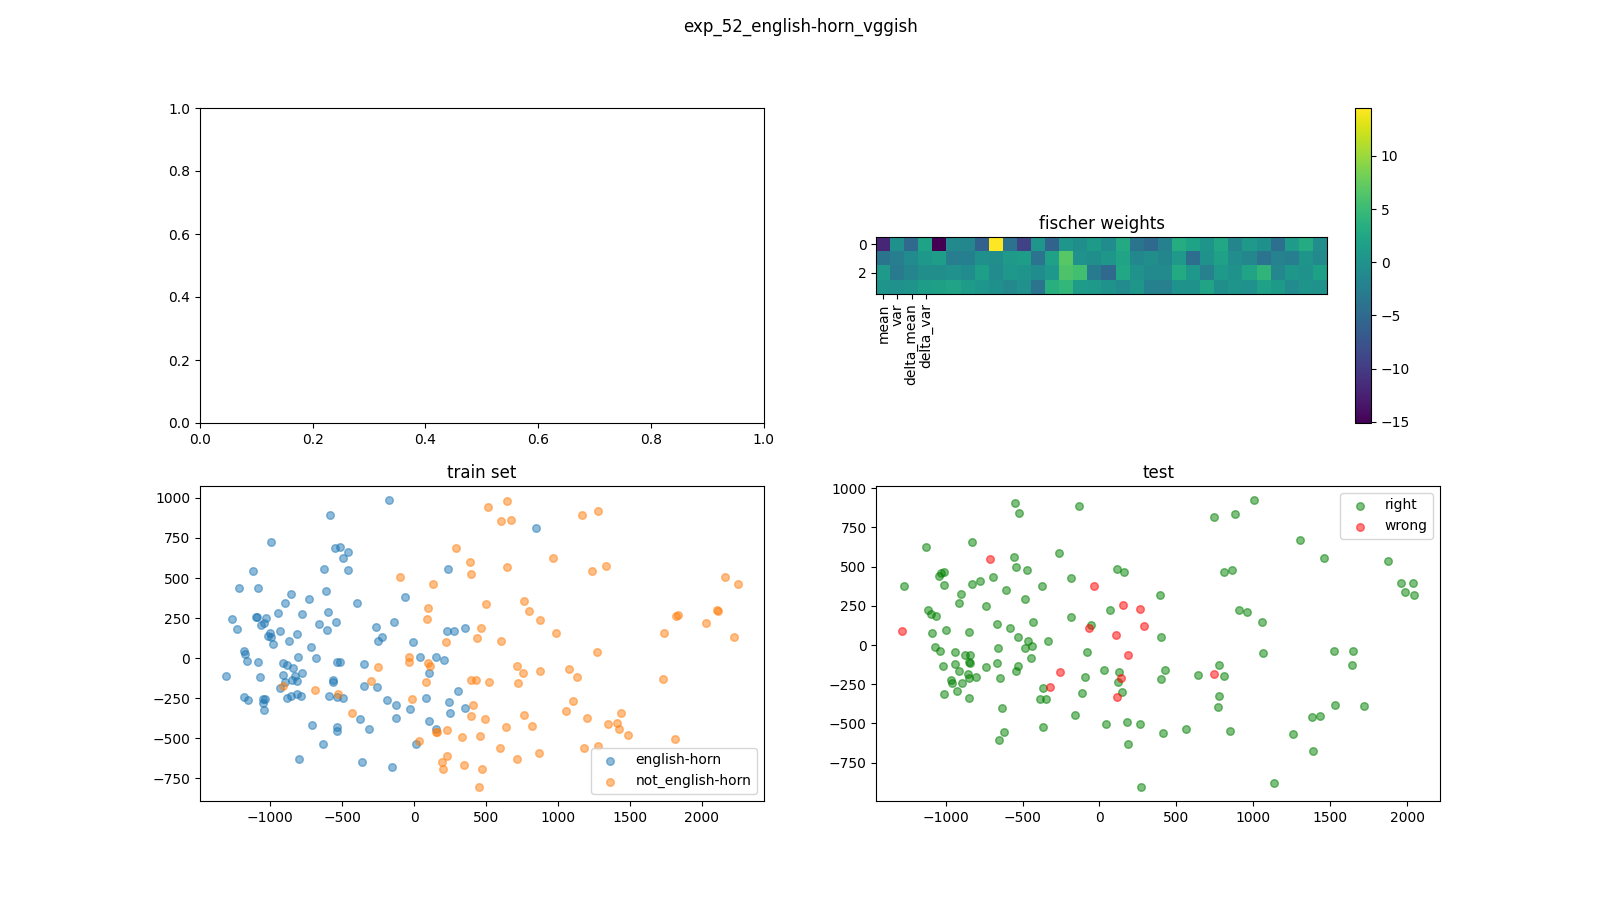 exp_52_english-horn_vggish
1.0
0.8
0.6
0.4
0.2
0.0
0.0 0.2 0.4 0.6 0.8 1.0
fischer weights
0
2
mean
var
delta_mean
delta_var
10
5
0
−5
−10
−15
train set
1000
750
500
250
0
−250
−500
−750
−1000 −500 0 500 1000 1500 2000
english-horn
not_english-horn
test
1000
750
500
250
0
−250
−500
−750
−1000 −500 0 500 1000 1500 2000
right
wrong